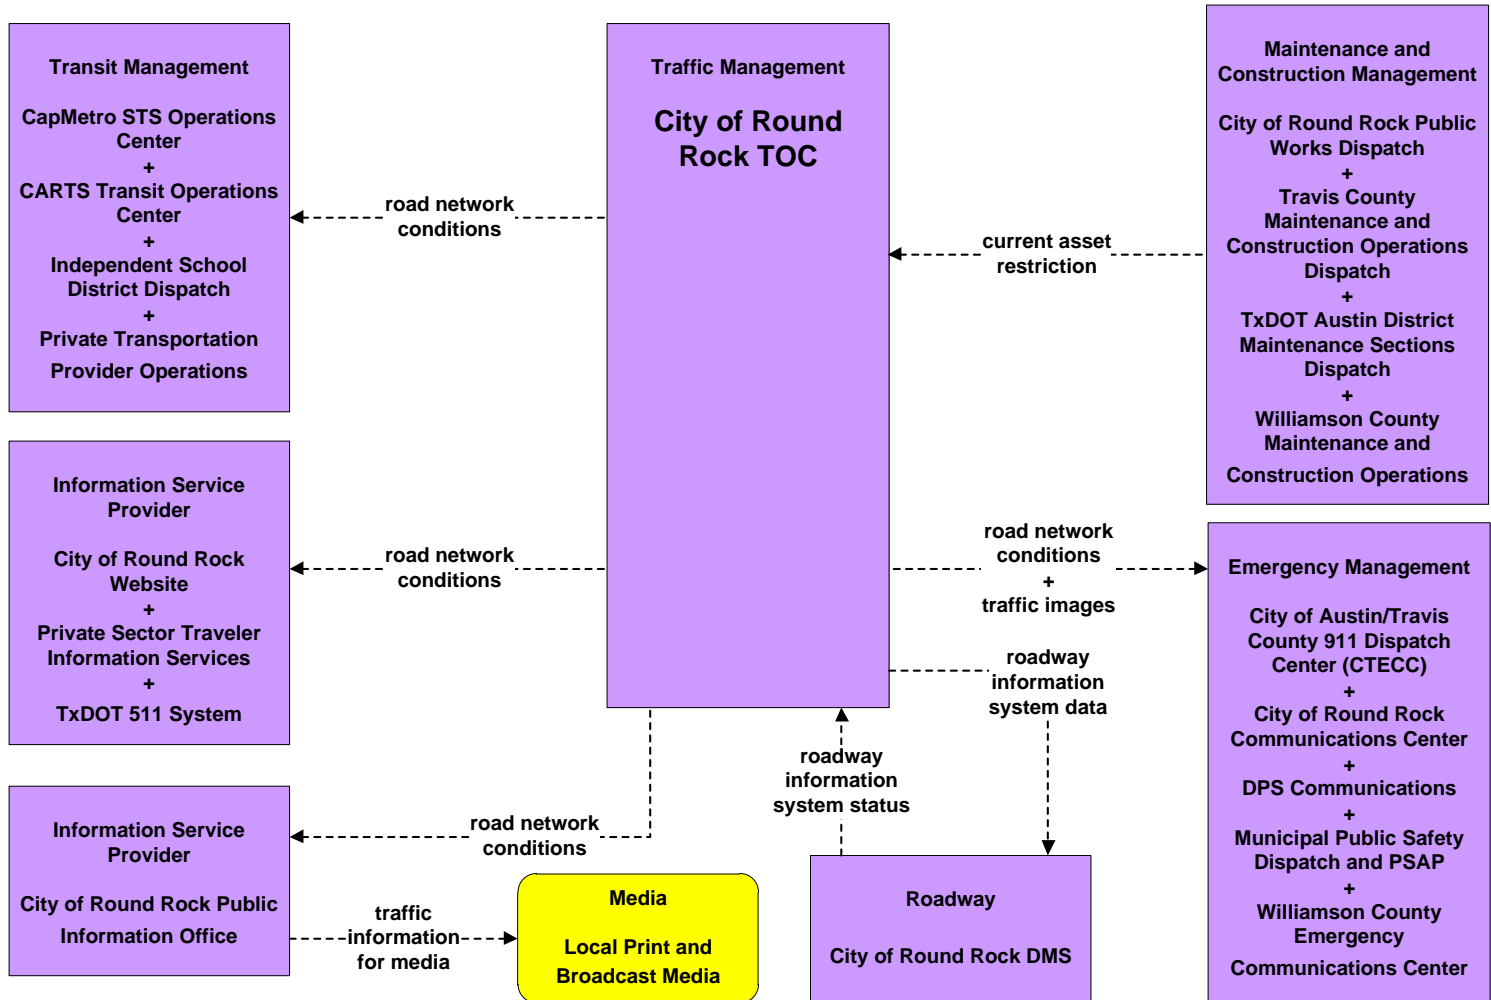 Transit Management
CapMetro STS Operations
Center
+
CARTS Transit Operations
Center
+
Independent School
District Dispatch
+
Private Transportation
Provider Operations
road network
conditions
Traffic Management
City of Round
Rock TOC
current asset
restriction
Maintenance and
Construction Management
City of Round Rock Public
Works Dispatch
+
Travis County
Maintenance and
Construction Operations
Dispatch
+
TxDOT Austin District
Maintenance Sections
Dispatch
+
Williamson County
Maintenance and
Construction Operations
Information Service
Provider
City of Round Rock
Website
+
Private Sector Traveler
Information Services
+
TxDOT 511 System
road network
conditions
road network
conditions
+
traffic images
Emergency Management
City of Austin/Travis
County 911 Dispatch
Center (CTECC)
+
City of Round Rock
Communications Center
+
DPS Communications
+
Municipal Public Safety
Dispatch and PSAP
+
Williamson County
Emergency
Communications Center
roadway
information
system data
roadway
information
system status
Information Service
Provider
City of Round Rock Public
Information Office
road network
conditions
traffic
information
for media
Media
Local Print and
Broadcast Media
Roadway
City of Round Rock DMS